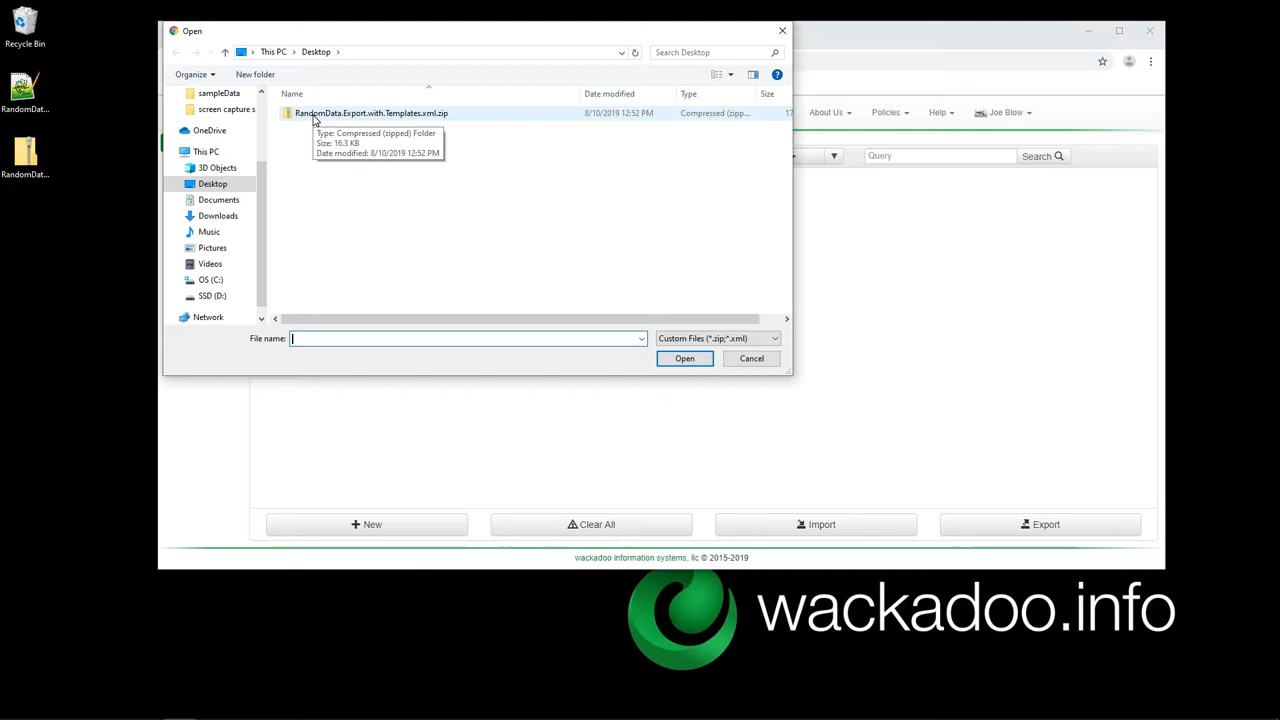 Recycle Bin
RandomDat...
RandomDat...
Open
This PC > Desktop >
Search Desktop
Organize
New folder
?
sampleData
screen capture s
OneDrive
This PC
3D Objects
Desktop
Documents
Downloads
Music
Pictures
Videos
OS (C:)
SSD (D:)
Network
Name
Date modified
Type
Size
RandomData.Export.with.Templates.xml.zip
8/10/2019 12:52 PM
Compressed (zipp...
17
Type: Compressed (zipped) Folder
Size: 16.3 KB
Date modified: 8/10/2019 12:52 PM
File name:
Custom Files (*.zip;*.xml)
Open
Cancel
About Us
Policies
Help
Joe Blow
Query
Search
New
Clear All
Import
Export
wackadoo information systems, llc © 2015-2019
wackadoo.info